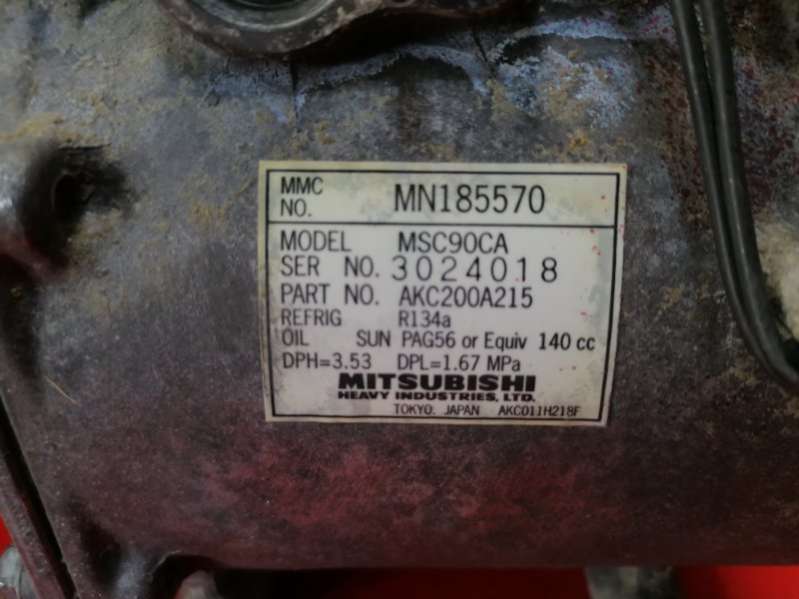 MMC
NO. MN185570
MODEL MSC90CA
SER NO. 3024018
PART NO. AKC200A215
REFRIG R134a
OIL SUN PAG56 or Equiv 140 cc
DPH=3.53 DPL=1.67 MPa
MITSUBISHI
HEAVY INDUSTRIES, LTD.
TOKYO. JAPAN AKC011H218F